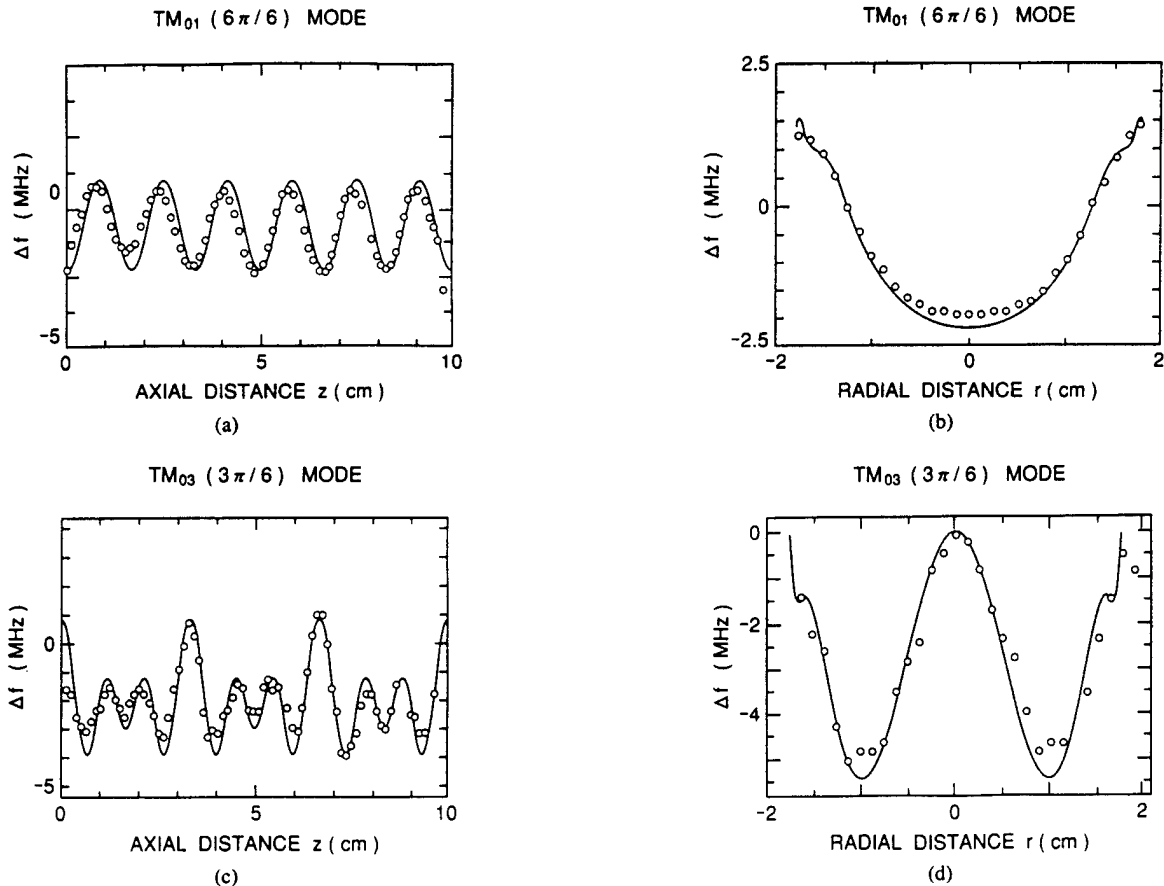 TM01 (6π/6) MODE
Δf (MHz)
0
-5
0
5
10
AXIAL DISTANCE z (cm)
(a)
TM01 (6π/6) MODE
Δf (MHz)
2.5
0
-2.5
-2
0
2
RADIAL DISTANCE r (cm)
(b)
TM03 (3π/6) MODE
Δf (MHz)
0
-5
0
5
10
AXIAL DISTANCE z (cm)
(c)
TM03 (3π/6) MODE
Δf (MHz)
0
-2
-4
-2
-1
0
1
2
RADIAL DISTANCE r (cm)
(d)